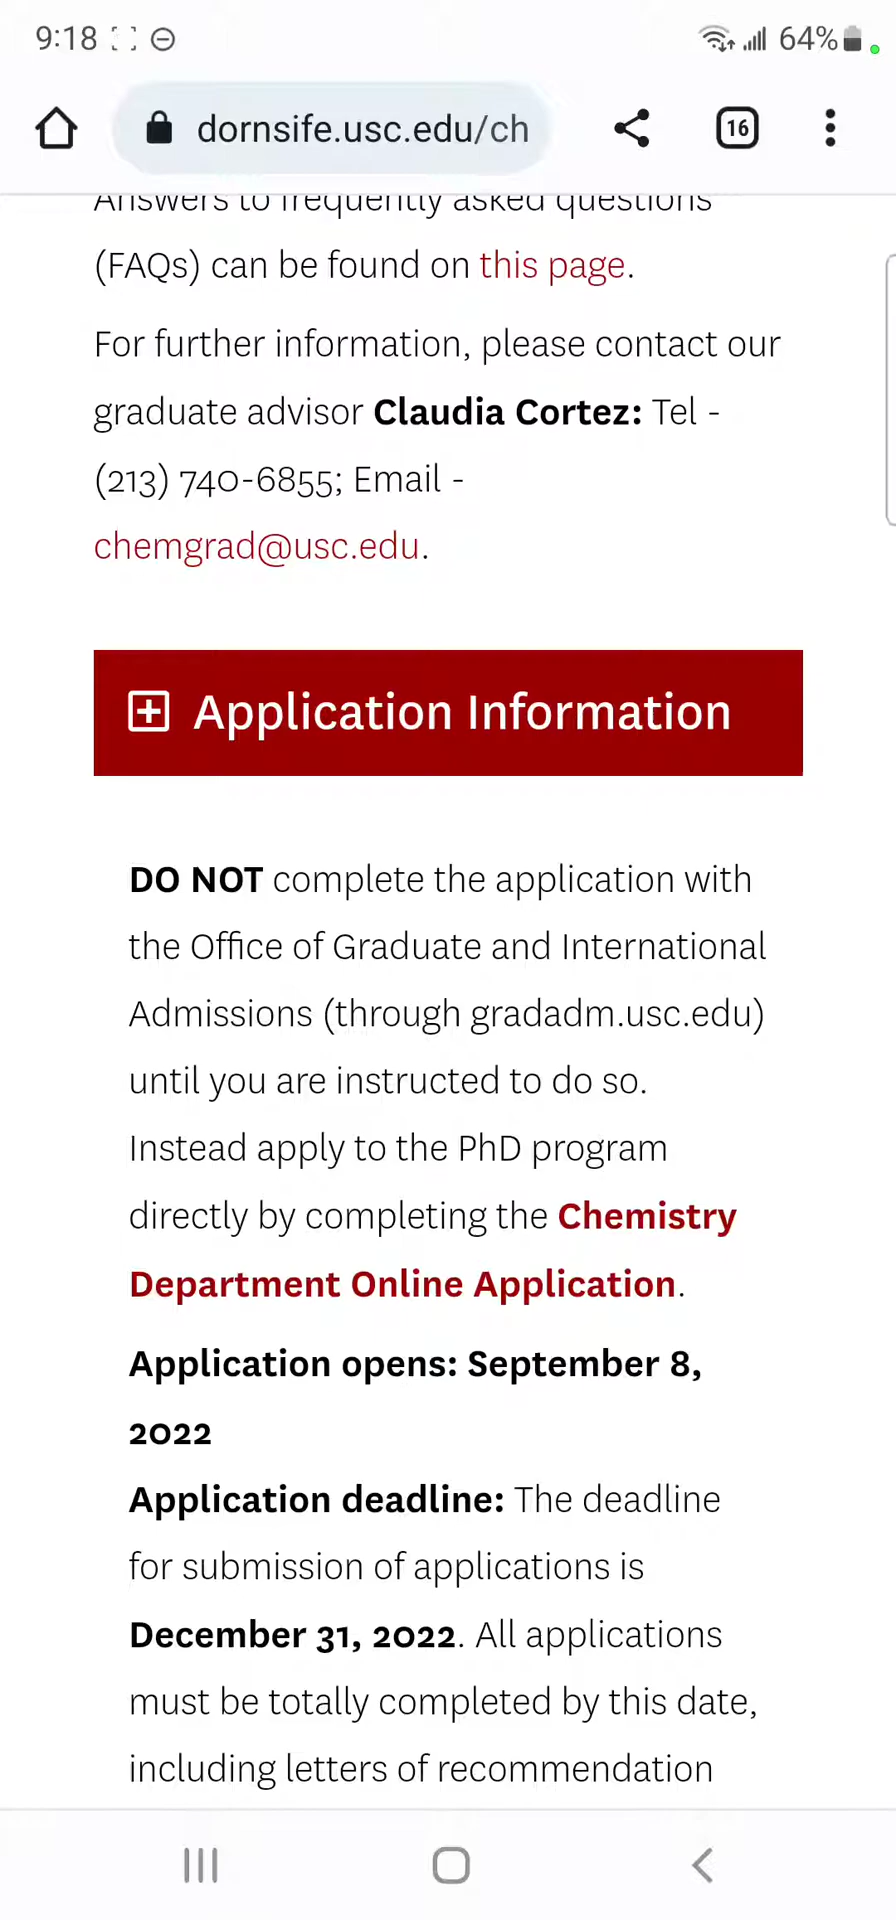 9:18
64%
dornsife.usc.edu/ch
16
Answers to frequently asked questions
(FAQs) can be found on this page.
For further information, please contact our
graduate advisor Claudia Cortez: Tel -
(213) 740-6855; Email -
chemgrad@usc.edu.
Application Information
DO NOT complete the application with
the Office of Graduate and International
Admissions (through gradadm.usc.edu)
until you are instructed to do so.
Instead apply to the PhD program
directly by completing the Chemistry
Department Online Application.
Application opens: September 8,
2022
Application deadline: The deadline
for submission of applications is
December 31, 2022. All applications
must be totally completed by this date,
including letters of recommendation